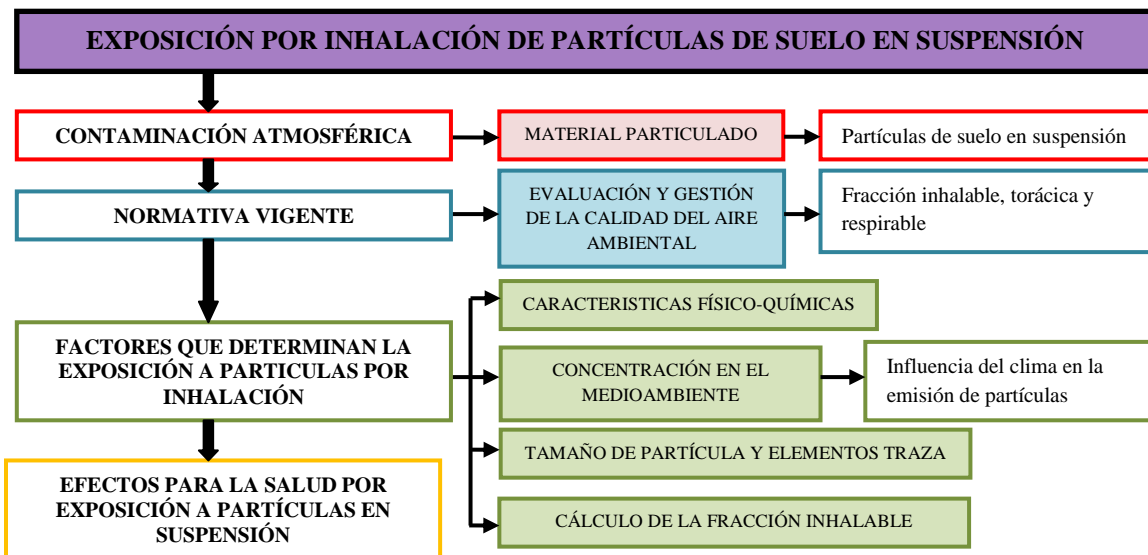 EXPOSICIÓN POR INHALACIÓN DE PARTÍCULAS DE SUELO EN SUSPENSIÓN
CONTAMINACIÓN ATMOSFÉRICA
MATERIAL PARTICULADO
Partículas de suelo en suspensión
NORMATIVA VIGENTE
EVALUACIÓN Y GESTIÓN
DE LA CALIDAD DEL AIRE
AMBIENTAL
Fracción inhalable, torácica y
respirable
FACTORES QUE DETERMINAN LA
EXPOSICIÓN A PARTICULAS POR
INHALACIÓN
CARACTERISTICAS FÍSICO-QUÍMICAS
CONCENTRACIÓN EN EL
MEDIOAMBIENTE
Influencia del clima en la
emisión de partículas
TAMAÑO DE PARTÍCULA Y ELEMENTOS TRAZA
CÁLCULO DE LA FRACCIÓN INHALABLE
EFECTOS PARA LA SALUD POR
EXPOSICIÓN A PARTÍCULAS EN
SUSPENSIÓN